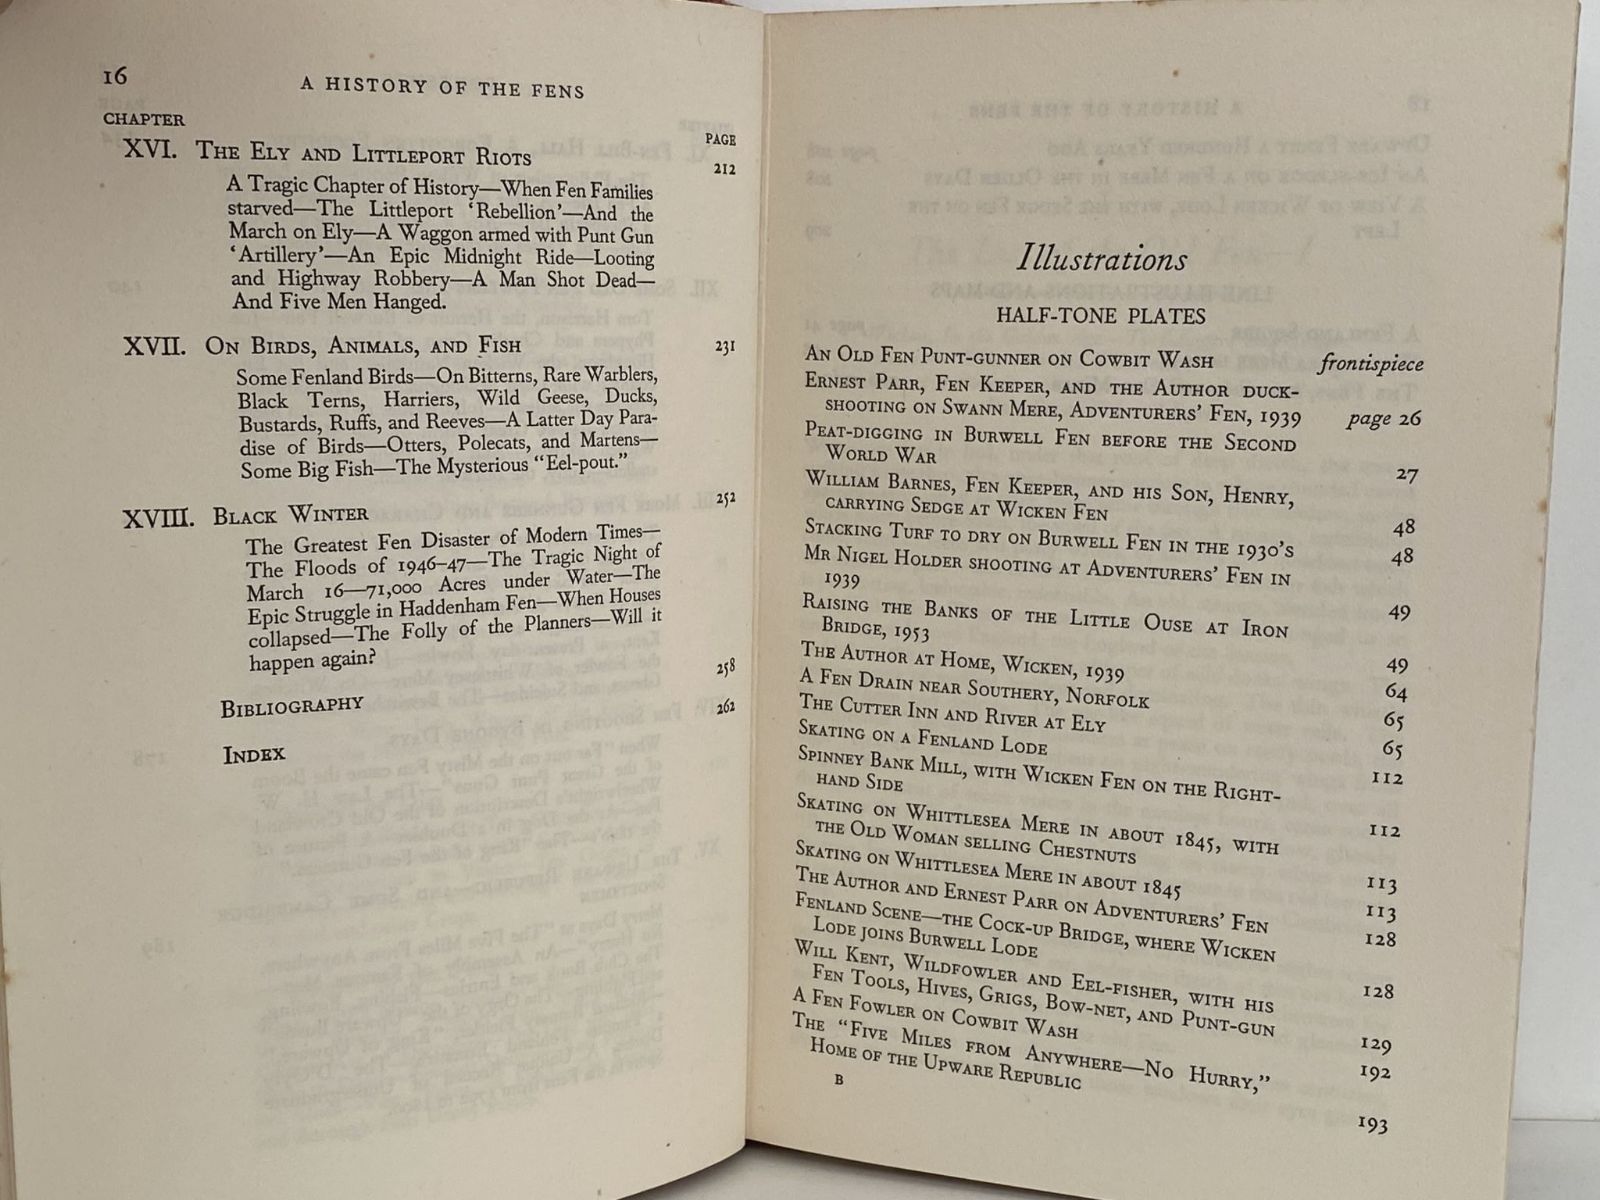 16
A HISTORY OF THE FENS
CHAPTER
PAGE
XVI. THE ELY AND LITTLEPORT RIOTS 212
A Tragic Chapter of History—When Fen Families
starved—The Littleport ‘Rebellion’—And the
March on Ely—A Waggon armed with Punt Gun
‘Artillery’—An Epic Midnight Ride—Looting
and Highway Robbery—A Man Shot Dead—
And Five Men Hanged.
XVII. ON BIRDS, ANIMALS, AND FISH 231
Some Fenland Birds—On Bitterns, Rare Warblers,
Black Terns, Harriers, Wild Geese, Ducks,
Bustards, Ruffs, and Reeves—A Latter Day Para-
dise of Birds—Otters, Polecats, and Martens—
Some Big Fish—The Mysterious “Eel-pout.”
XVIII. BLACK WINTER 252
The Greatest Fen Disaster of Modern Times—
The Floods of 1946–47—The Tragic Night of
March 16—71,000 Acres under Water—The
Epic Struggle in Haddenham Fen—When Houses
collapsed—The Folly of the Planners—Will it
happen again?
BIBLIOGRAPHY 258
INDEX 262
Illustrations
HALF-TONE PLATES
AN OLD FEN PUNT-GUNNER ON COWBIT WASH frontispiece
ERNEST PARR, FEN KEEPER, AND THE AUTHOR DUCK-
SHOOTING ON SWANN MERE, ADVENTURERS’ FEN, 1939 page 26
PEAT-DIGGING IN BURWELL FEN BEFORE THE SECOND
WORLD WAR 27
WILLIAM BARNES, FEN KEEPER, AND HIS SON, HENRY,
CARRYING SEDGE AT WICKEN FEN 48
STACKING TURF TO DRY ON BURWELL FEN IN THE 1930’S 48
MR NIGEL HOLDER SHOOTING AT ADVENTURERS’ FEN IN
1939 49
RAISING THE BANKS OF THE LITTLE OUSE AT IRON
BRIDGE, 1953 49
THE AUTHOR AT HOME, WICKEN, 1939 64
A FEN DRAIN NEAR SOUTHERY, NORFOLK 65
THE CUTTER INN AND RIVER AT ELY 65
SKATING ON A FENLAND LODE 112
SPINNEY BANK MILL, WITH WICKEN FEN ON THE RIGHT-
HAND SIDE 112
SKATING ON WHITTLESEA MERE IN ABOUT 1845, WITH
THE OLD WOMAN SELLING CHESTNUTS 113
SKATING ON WHITTLESEA MERE IN ABOUT 1845 113
THE AUTHOR AND ERNEST PARR ON ADVENTURERS’ FEN 128
FENLAND SCENE—THE COCK-UP BRIDGE, WHERE WICKEN
LODE JOINS BURWELL LODE 128
WILL KENT, WILDFOWLER AND EEL-FISHER, WITH HIS
FEN TOOLS, HIVES, GRIGS, BOW-NET, AND PUNT-GUN 129
A FEN FOWLER ON COWBIT WASH 192
THE “FIVE MILES FROM ANYWHERE—NO HURRY,”
HOME OF THE UPWARE REPUBLIC 193
B